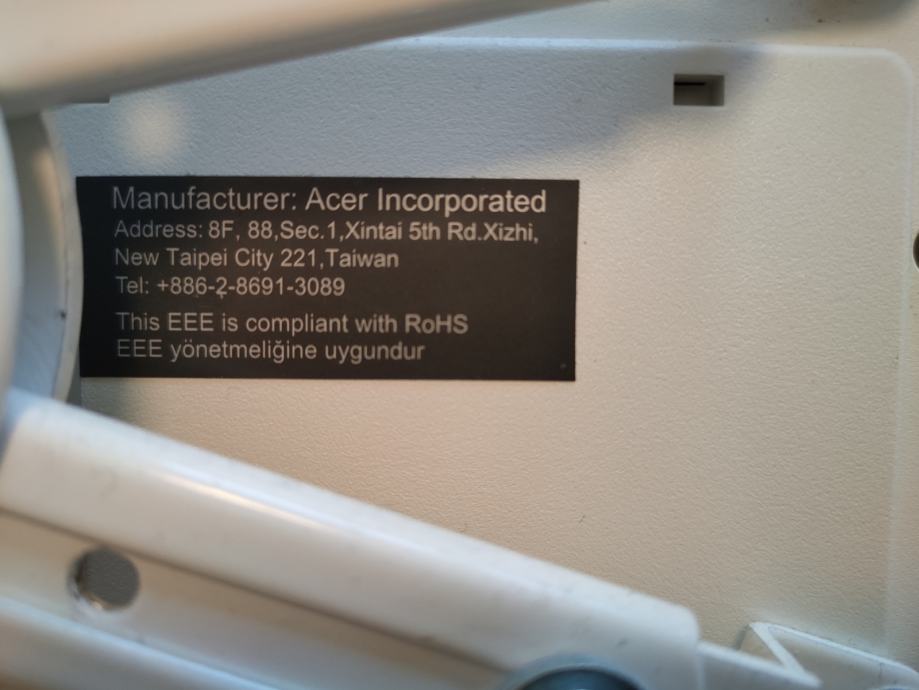 Manufacturer: Acer Incorporated
Address: 8F, 88,Sec.1,Xintai 5th Rd.Xizhi,
New Taipei City 221,Taiwan
Tel: +886-2-8691-3089
This EEE is compliant with RoHS
EEE yönetmeliğine uygundur